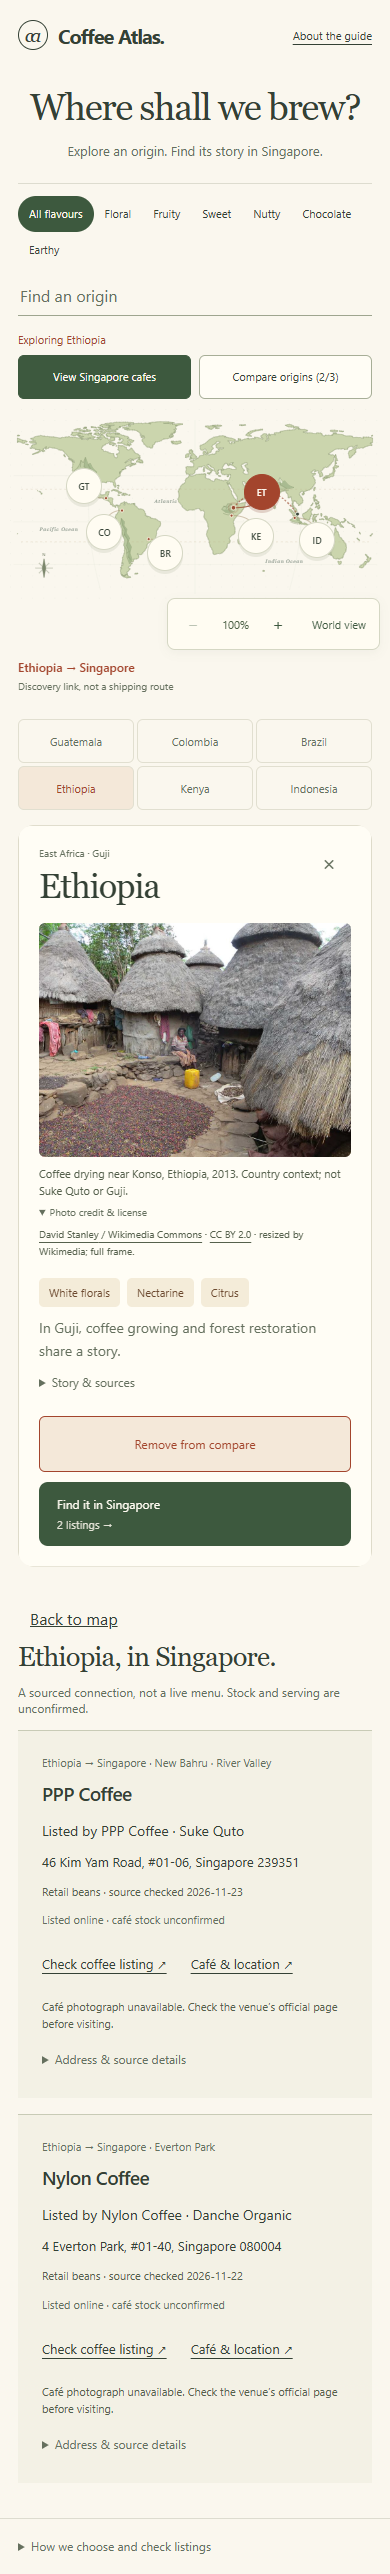 ca Coffee Atlas. About the guide
Where shall we brew?
Explore an origin. Find its story in Singapore.
All flavours Floral Fruity Sweet Nutty Chocolate
Earthy
Find an origin
Exploring Ethiopia
View Singapore cafes Compare origins (2/3)
GT
ET
Atlantic
Pacific Ocean
CO
KE
ID
BR
Indian Ocean
− 100% + World view
Ethiopia → Singapore
Discovery link, not a shipping route
Guatemala Colombia Brazil
Ethiopia Kenya Indonesia
East Africa · Guji
×
Ethiopia
Coffee drying near Konso, Ethiopia, 2013. Country context; not
Suke Quto or Guji.
▼ Photo credit & license
David Stanley / Wikimedia Commons · CC BY 2.0 · resized by
Wikimedia; full frame.
White florals Nectarine Citrus
In Guji, coffee growing and forest restoration
share a story.
▶ Story & sources
Remove from compare
Find it in Singapore
2 listings →
Back to map
Ethiopia, in Singapore.
A sourced connection, not a live menu. Stock and serving are
unconfirmed.
Ethiopia → Singapore · New Bahru · River Valley
PPP Coffee
Listed by PPP Coffee · Suke Quto
46 Kim Yam Road, #01-06, Singapore 239351
Retail beans · source checked 2026-11-23
Listed online · café stock unconfirmed
Check coffee listing ↗ Café & location ↗
Café photograph unavailable. Check the venue's official page
before visiting.
▶ Address & source details
Ethiopia → Singapore · Everton Park
Nylon Coffee
Listed by Nylon Coffee · Danche Organic
4 Everton Park, #01-40, Singapore 080004
Retail beans · source checked 2026-11-22
Listed online · café stock unconfirmed
Check coffee listing ↗ Café & location ↗
Café photograph unavailable. Check the venue's official page
before visiting.
▶ Address & source details
▶ How we choose and check listings